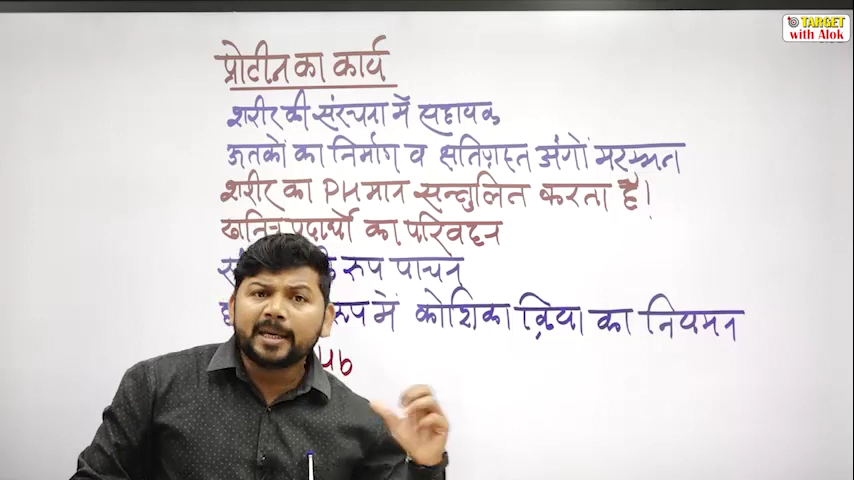 TARGET
with Alok
प्रोटीन का कार्य
शरीर की संरचना में सहायक
ऊतकों का निर्माण व क्षतिग्रस्त अंगों मरम्मत
शरीर का PH मान सन्तुलित करता है।
खनिज पदार्थो का परिवहन
रुप पाचन
रुप में कोशिका क्रिया का नियमन